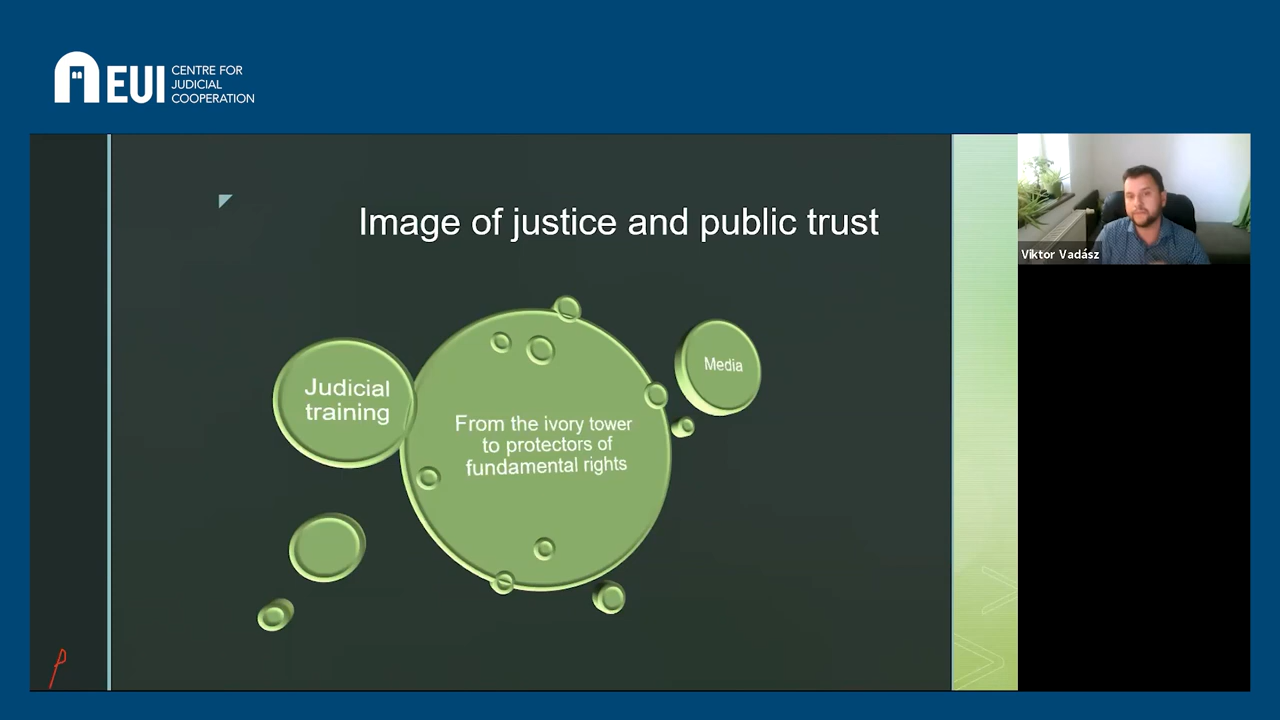 EUI
CENTRE FOR
JUDICIAL
COOPERATION
Image of justice and public trust
Judicial
training
From the ivory tower
to protectors of
fundamental rights
Media
Viktor Vadász